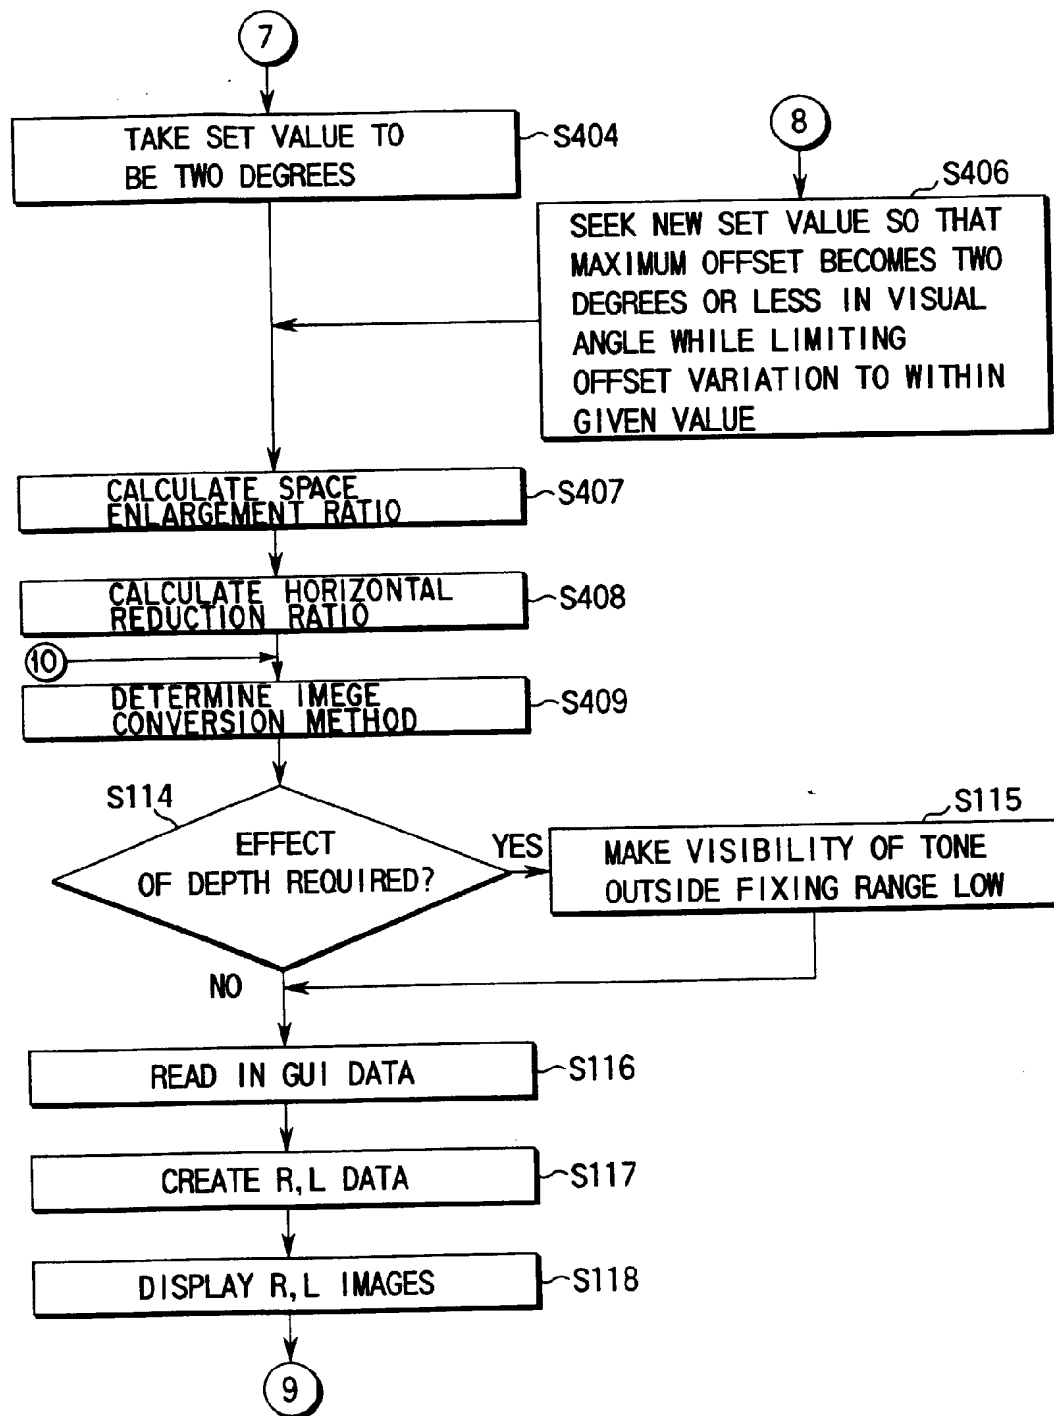 7
TAKE SET VALUE TO
BE TWO DEGREES
S404
8
S406
SEEK NEW SET VALUE SO THAT
MAXIMUM OFFSET BECOMES TWO
DEGREES OR LESS IN VISUAL
ANGLE WHILE LIMITING
OFFSET VARIATION TO WITHIN
GIVEN VALUE
CALCULATE SPACE
ENLARGEMENT RATIO
S407
CALCULATE HORIZONTAL
REDUCTION RATIO
S408
10
DETERMINE IMEGE
CONVERSION METHOD
S409
S114
EFFECT
OF DEPTH REQUIRED?
YES
S115
MAKE VISIBILITY OF TONE
OUTSIDE FIXING RANGE LOW
NO
READ IN GUI DATA
S116
CREATE R,L DATA
S117
DISPLAY R,L IMAGES
S118
9